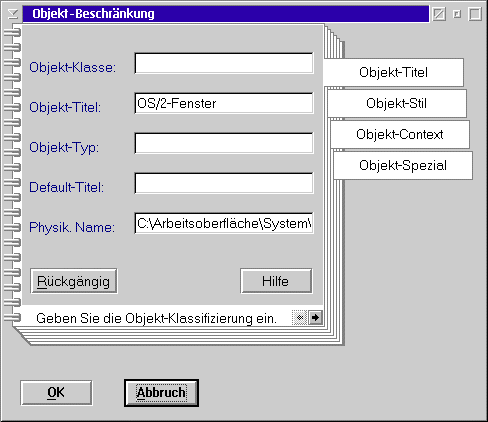 Objekt-Beschränkung
Objekt-Klasse:
Objekt-Titel: OS/2-Fenster
Objekt-Typ:
Default-Titel:
Physik. Name: C:\Arbeitsoberfläche\System\
Rückgängig Hilfe
Geben Sie die Objekt-Klassifizierung ein.
Objekt-Titel
Objekt-Stil
Objekt-Context
Objekt-Spezial
OK Abbruch